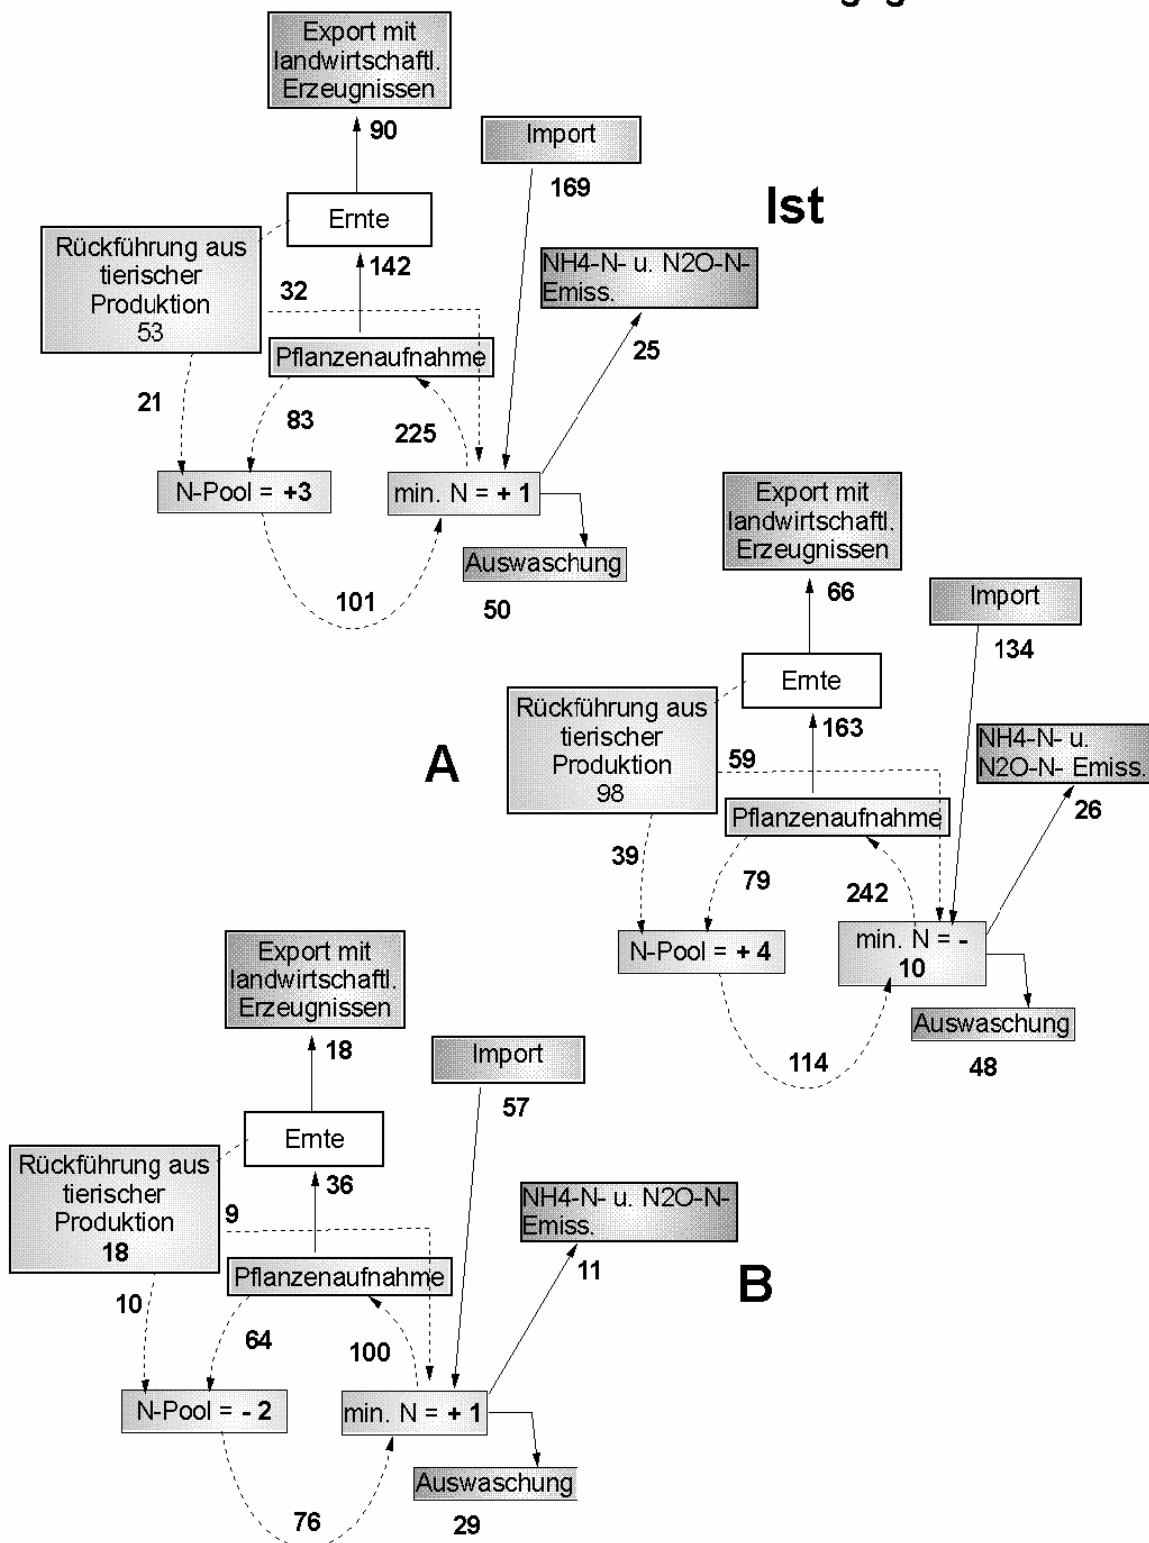 Export mit
landwirtschaftl.
Erzeugnissen
90
Import
169
Ist
Ernte
142
Rückführung aus
tierischer
Produktion
53
32
NH4-N- u. N2O-N-
Emiss.
25
Pflanzenaufnahme
21
83
225
N-Pool = +3
min. N = + 1
Auswaschung
50
101
Export mit
landwirtschaftl.
Erzeugnissen
66
Import
134
A
Ernte
163
Rückführung aus
tierischer
Produktion
98
59
NH4-N- u.
N2O-N- Emiss.
26
Pflanzenaufnahme
39
79
242
N-Pool = + 4
min. N = -
10
Auswaschung
48
114
Export mit
landwirtschaftl.
Erzeugnissen
18
Import
57
B
Ernte
36
Rückführung aus
tierischer
Produktion
18
9
NH4-N- u. N2O-N-
Emiss.
11
Pflanzenaufnahme
10
64
100
N-Pool = - 2
min. N = + 1
Auswaschung
29
76